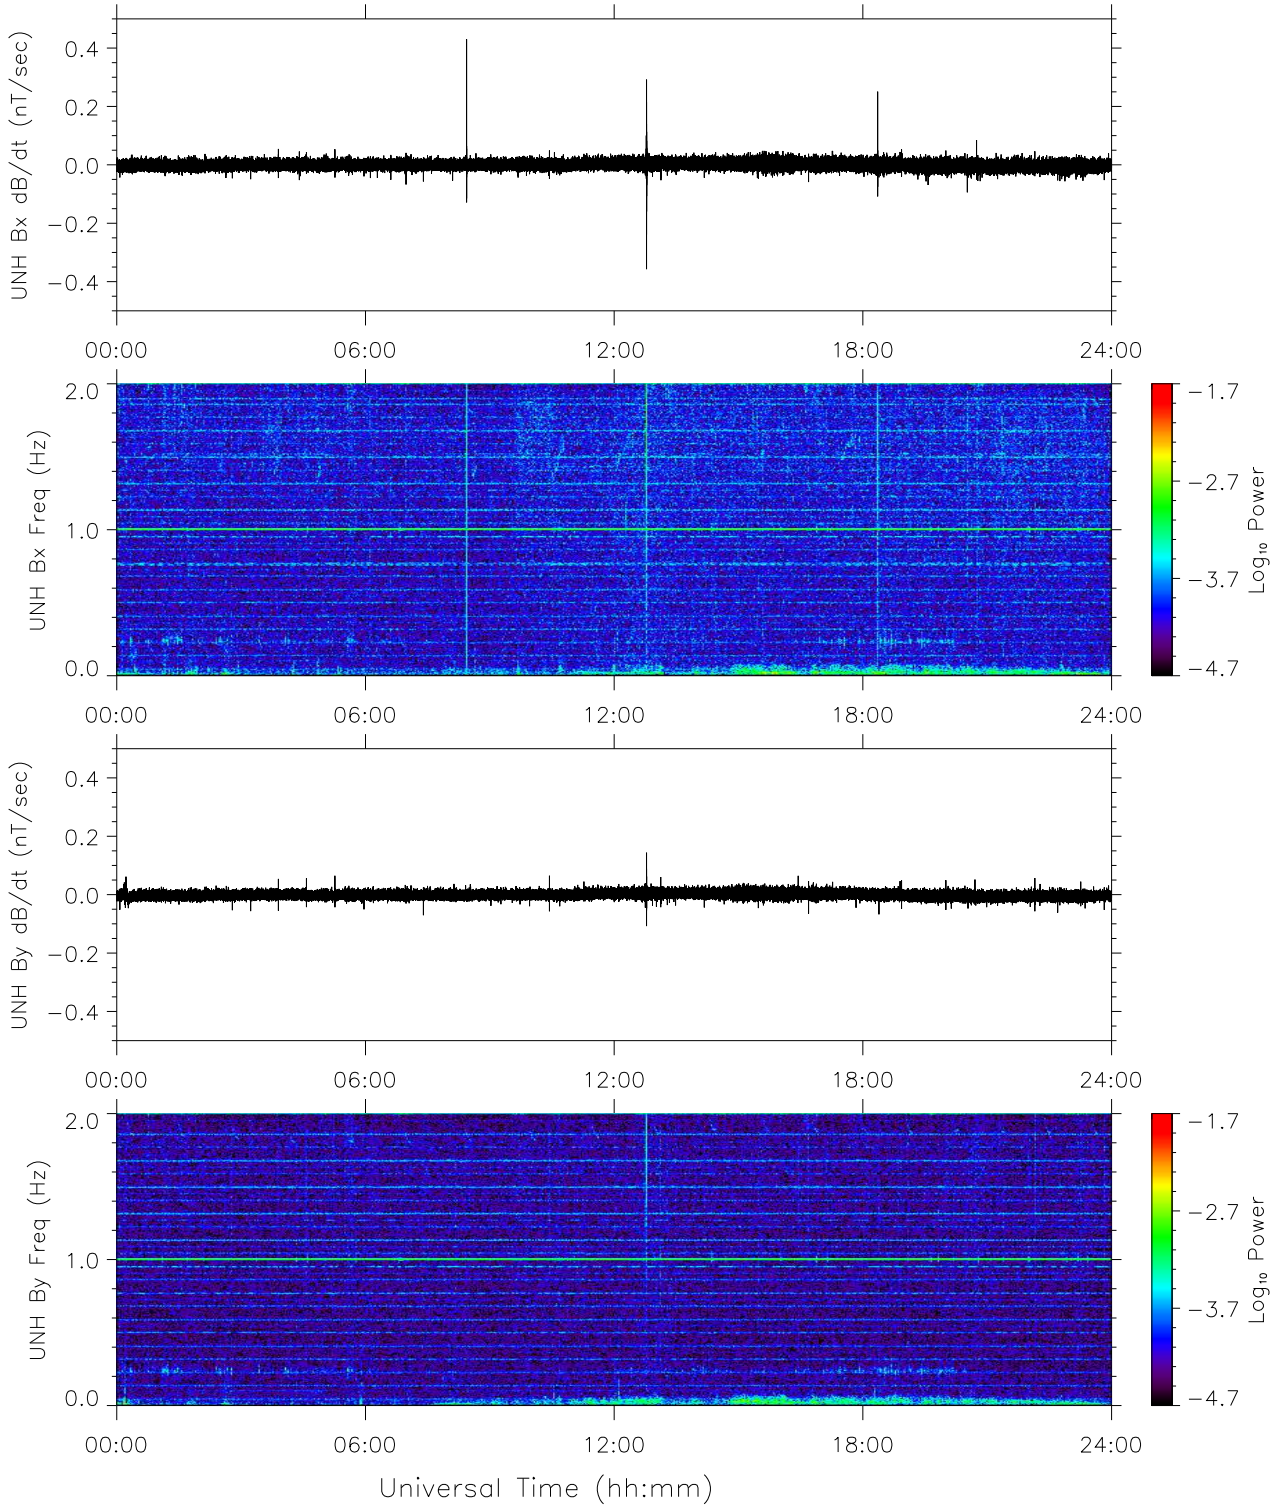 UNH Bx dB/dt (nT/sec)
0.4
0.2
0.0
−0.2
−0.4
00:00 06:00 12:00 18:00 24:00
UNH Bx Freq (Hz)
2.0
1.0
0.0
−1.7
−2.7
−3.7
−4.7
Log₁₀ Power
00:00 06:00 12:00 18:00 24:00
UNH By dB/dt (nT/sec)
0.4
0.2
0.0
−0.2
−0.4
00:00 06:00 12:00 18:00 24:00
UNH By Freq (Hz)
2.0
1.0
0.0
−1.7
−2.7
−3.7
−4.7
Log₁₀ Power
00:00 06:00 12:00 18:00 24:00
Universal Time (hh:mm)